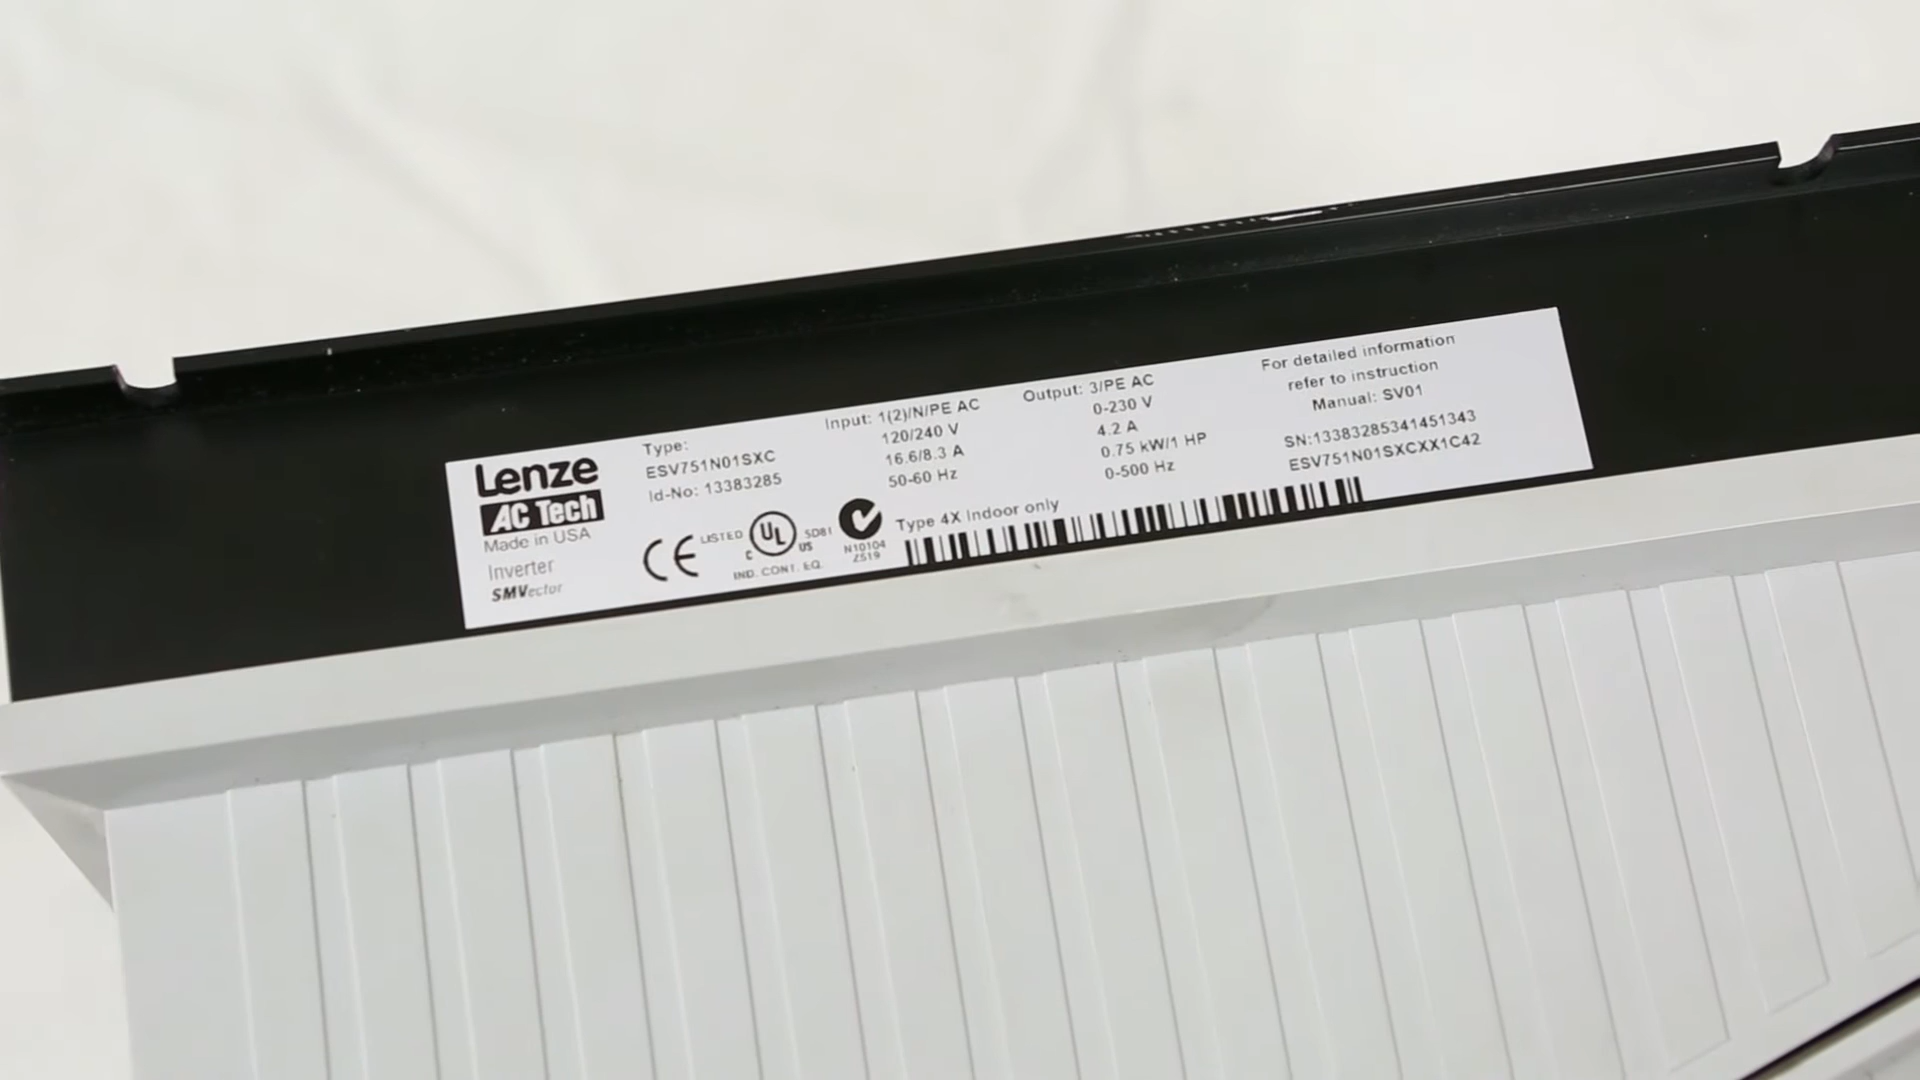 Lenze
AC Tech
Made in USA
Inverter
SMVector
Type:
ESV751N01SXC
Id-No: 13383285
CE
LISTED
C UL US
5D81
IND. CONT. EQ.
N10104
Z519
Input: 1(2)/N/PE AC
120/240 V
16.6/8.3 A
50-60 Hz
Type 4X Indoor only
Output: 3/PE AC
0-230 V
4.2 A
0.75 kW/1 HP
0-500 Hz
For detailed information
refer to instruction
Manual: SV01
SN:13383285341451343
ESV751N01SXCXX1C42